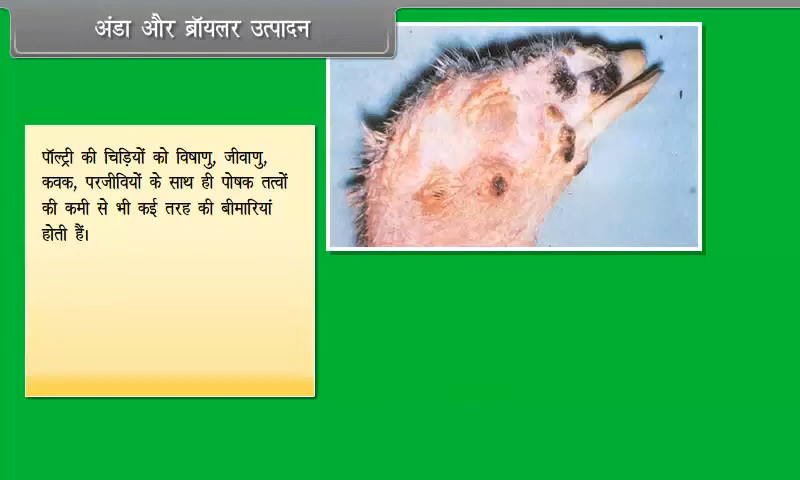 अंडा और ब्रॉयलर उत्पादन
पॉल्ट्री की चिड़ियों को विषाणु, जीवाणु,
कवक, परजीवियों के साथ ही पोषक तत्वों
की कमी से भी कई तरह की बीमारियां
होती हैं।